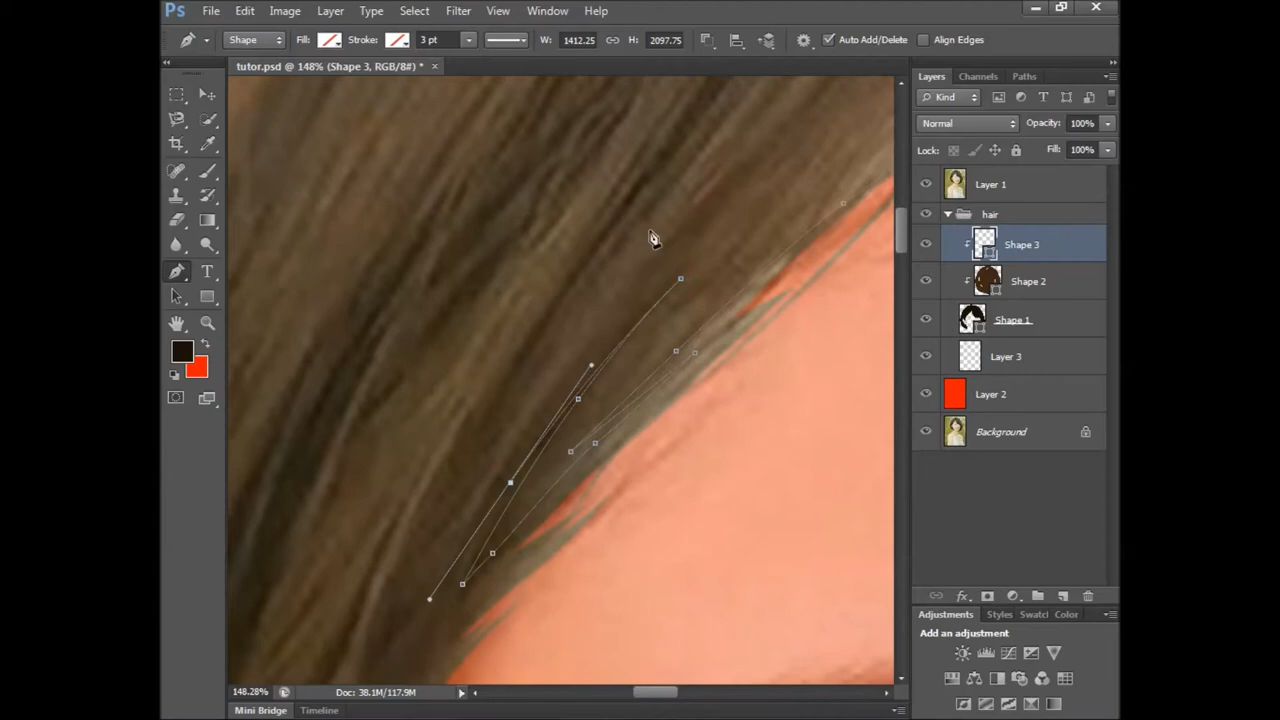 Ps File Edit Image Layer Type Select Filter View Window Help
Shape Fill: Stroke: 3 pt W: 1412.25 H: 2097.75 Auto Add/Delete Align Edges
tutor.psd @ 148% (Shape 3, RGB/8#) * ×
Layers Channels Paths
Kind T
Normal Opacity: 100%
Lock: Fill: 100%
Layer 1
hair
Shape 3
Shape 2
Shape 1
Layer 3
Layer 2
Background
T
fx
Adjustments Styles Swatcl Color
Add an adjustment
148.28% Doc: 38.1M/117.9M
Mini Bridge Timeline